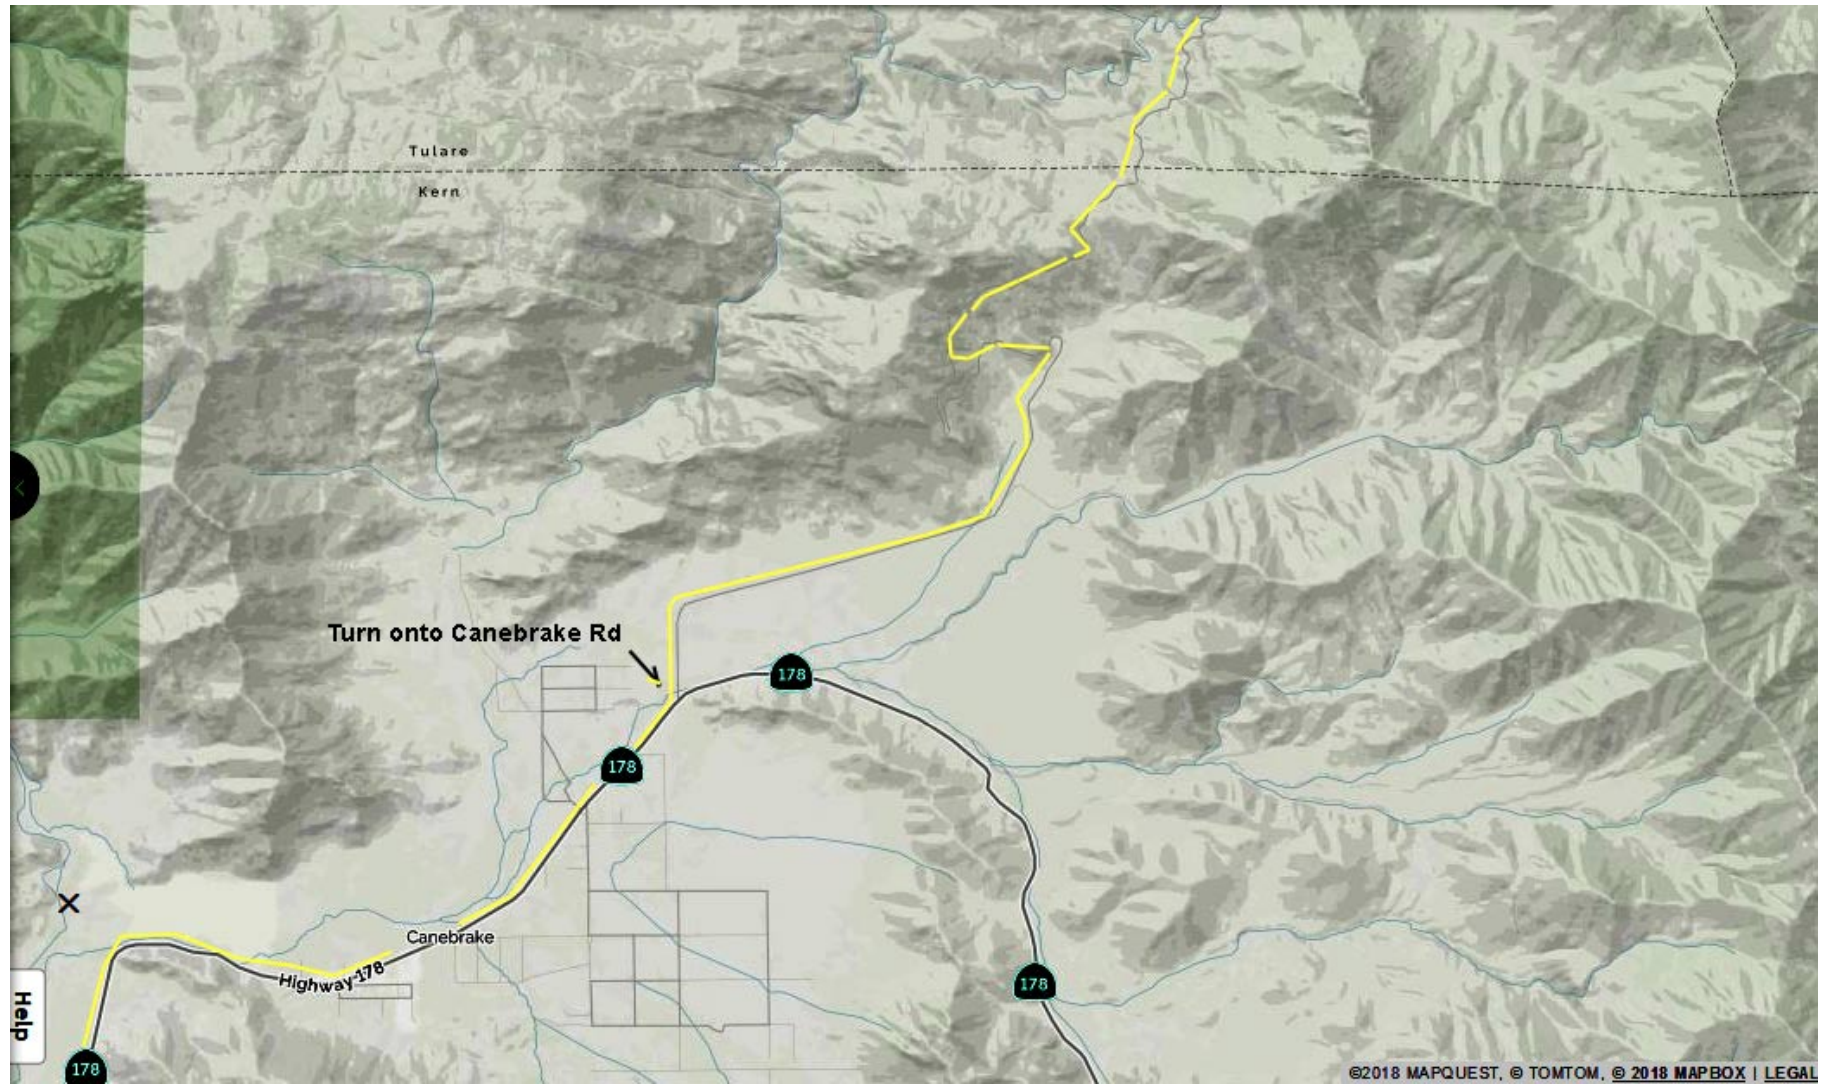 Tulare
Kern
Turn onto Canebrake Rd
178
178
Canebrake
Highway 178
178
Help
178
©2018 MAPQUEST, © TOMTOM, © 2018 MAPBOX | LEGAL